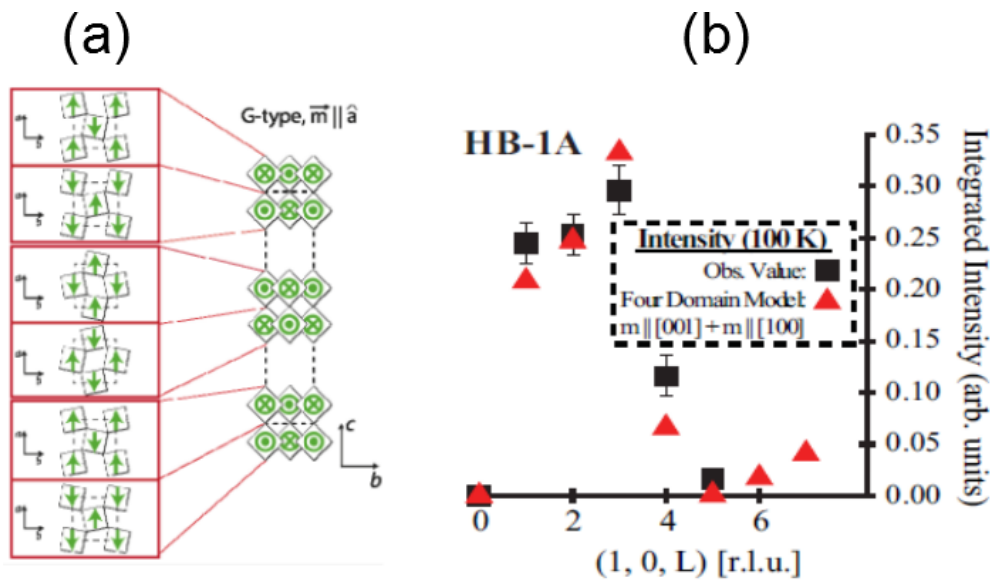 (a)
(b)
G-type, m⃗ || â
c
b
HB-1A
Intensity (100 K)
Obs. Value:
Four Domain Model:
m || [001] + m || [100]
0.35
0.30
0.25
0.20
0.15
0.10
0.05
0.00
Integrated Intensity (arb. units)
0 2 4 6
(1, 0, L) [r.l.u.]